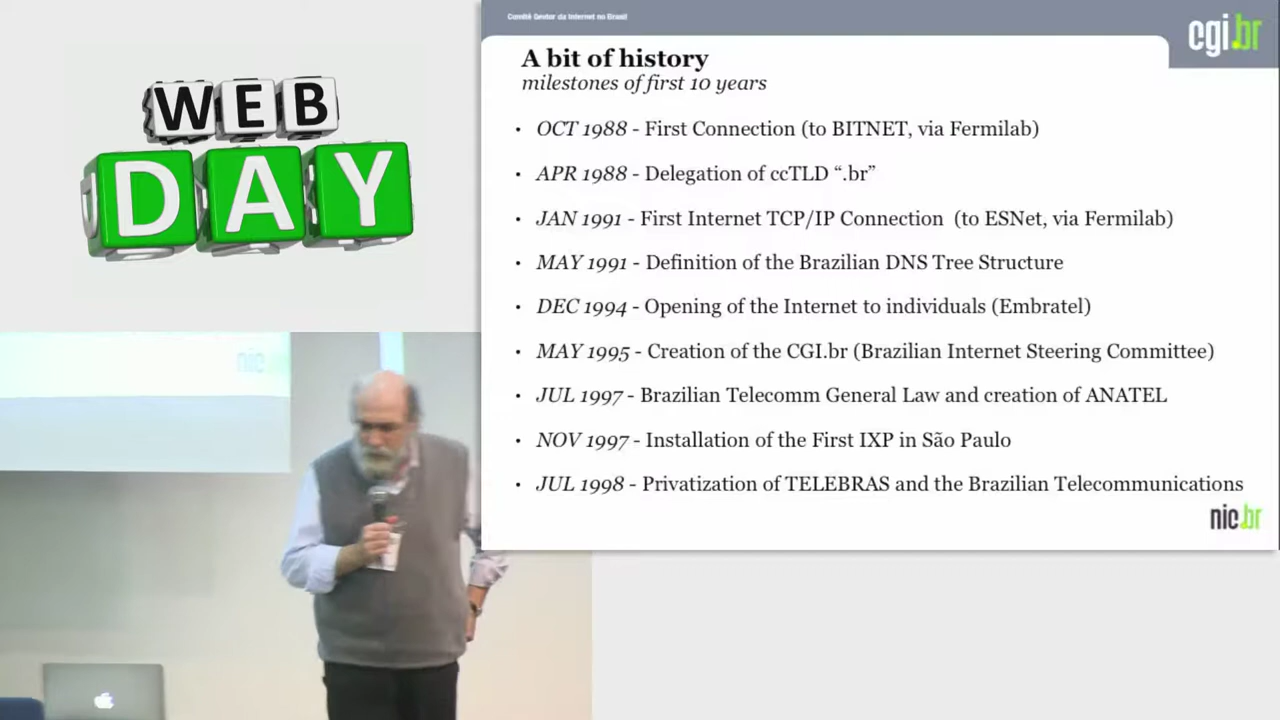 WEB
DAY
Comitê Gestor da Internet no Brasil
cgi.br
A bit of history
milestones of first 10 years
• OCT 1988 - First Connection (to BITNET, via Fermilab)
• APR 1988 - Delegation of ccTLD “.br”
• JAN 1991 - First Internet TCP/IP Connection (to ESNet, via Fermilab)
• MAY 1991 - Definition of the Brazilian DNS Tree Structure
• DEC 1994 - Opening of the Internet to individuals (Embratel)
• MAY 1995 - Creation of the CGI.br (Brazilian Internet Steering Committee)
• JUL 1997 - Brazilian Telecomm General Law and creation of ANATEL
• NOV 1997 - Installation of the First IXP in São Paulo
• JUL 1998 - Privatization of TELEBRAS and the Brazilian Telecommunications
nic.br
nic